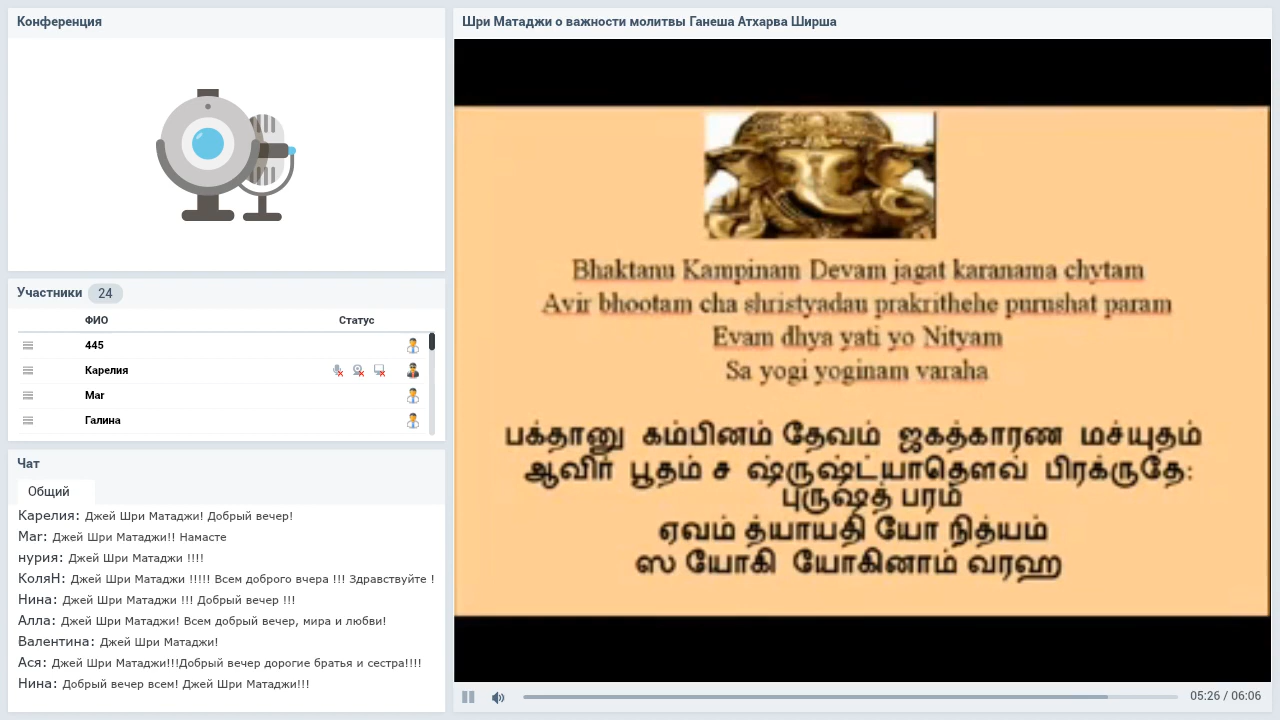 Конференция
Участники 24
ФИО Статус
445
Карелия
Mar
Галина
Чат
Общий
Карелия: Джей Шри Матаджи! Добрый вечер!
Mar: Джей Шри Матаджи!! Намасте
нурия: Джей Шри Матаджи !!!!
КоляН: Джей Шри Матаджи !!!!! Всем доброго вчера !!! Здравствуйте !
Нина: Джей Шри Матаджи !!! Добрый вечер !!!
Алла: Джей Шри Матаджи! Всем добрый вечер, мира и любви!
Валентина: Джей Шри Матаджи!
Ася: Джей Шри Матаджи!!!Добрый вечер дорогие братья и сестра!!!!
Нина: Добрый вечер всем! Джей Шри Матаджи!!!
Шри Матаджи о важности молитвы Ганеша Атхарва Ширша
Bhaktanu Kampinam Devam jagat karanama chytam
Avir bhootam cha shristyadau prakrithehe purushat param
Evam dhya yati yo Nityam
Sa yogi yoginam varaha
பக்தானு கம்பினம் தேவம் ஜகத்காரண மச்யுதம்
ஆவிர் பூதம் ச ஷ்ருஷ்ட்யாதௌவ் பிரக்ருதே:
புருஷத் பரம்
ஏவம் த்யாயதி யோ நித்யம்
ஸ யோகி யோகினாம் வரஹ
05:26 / 06:06